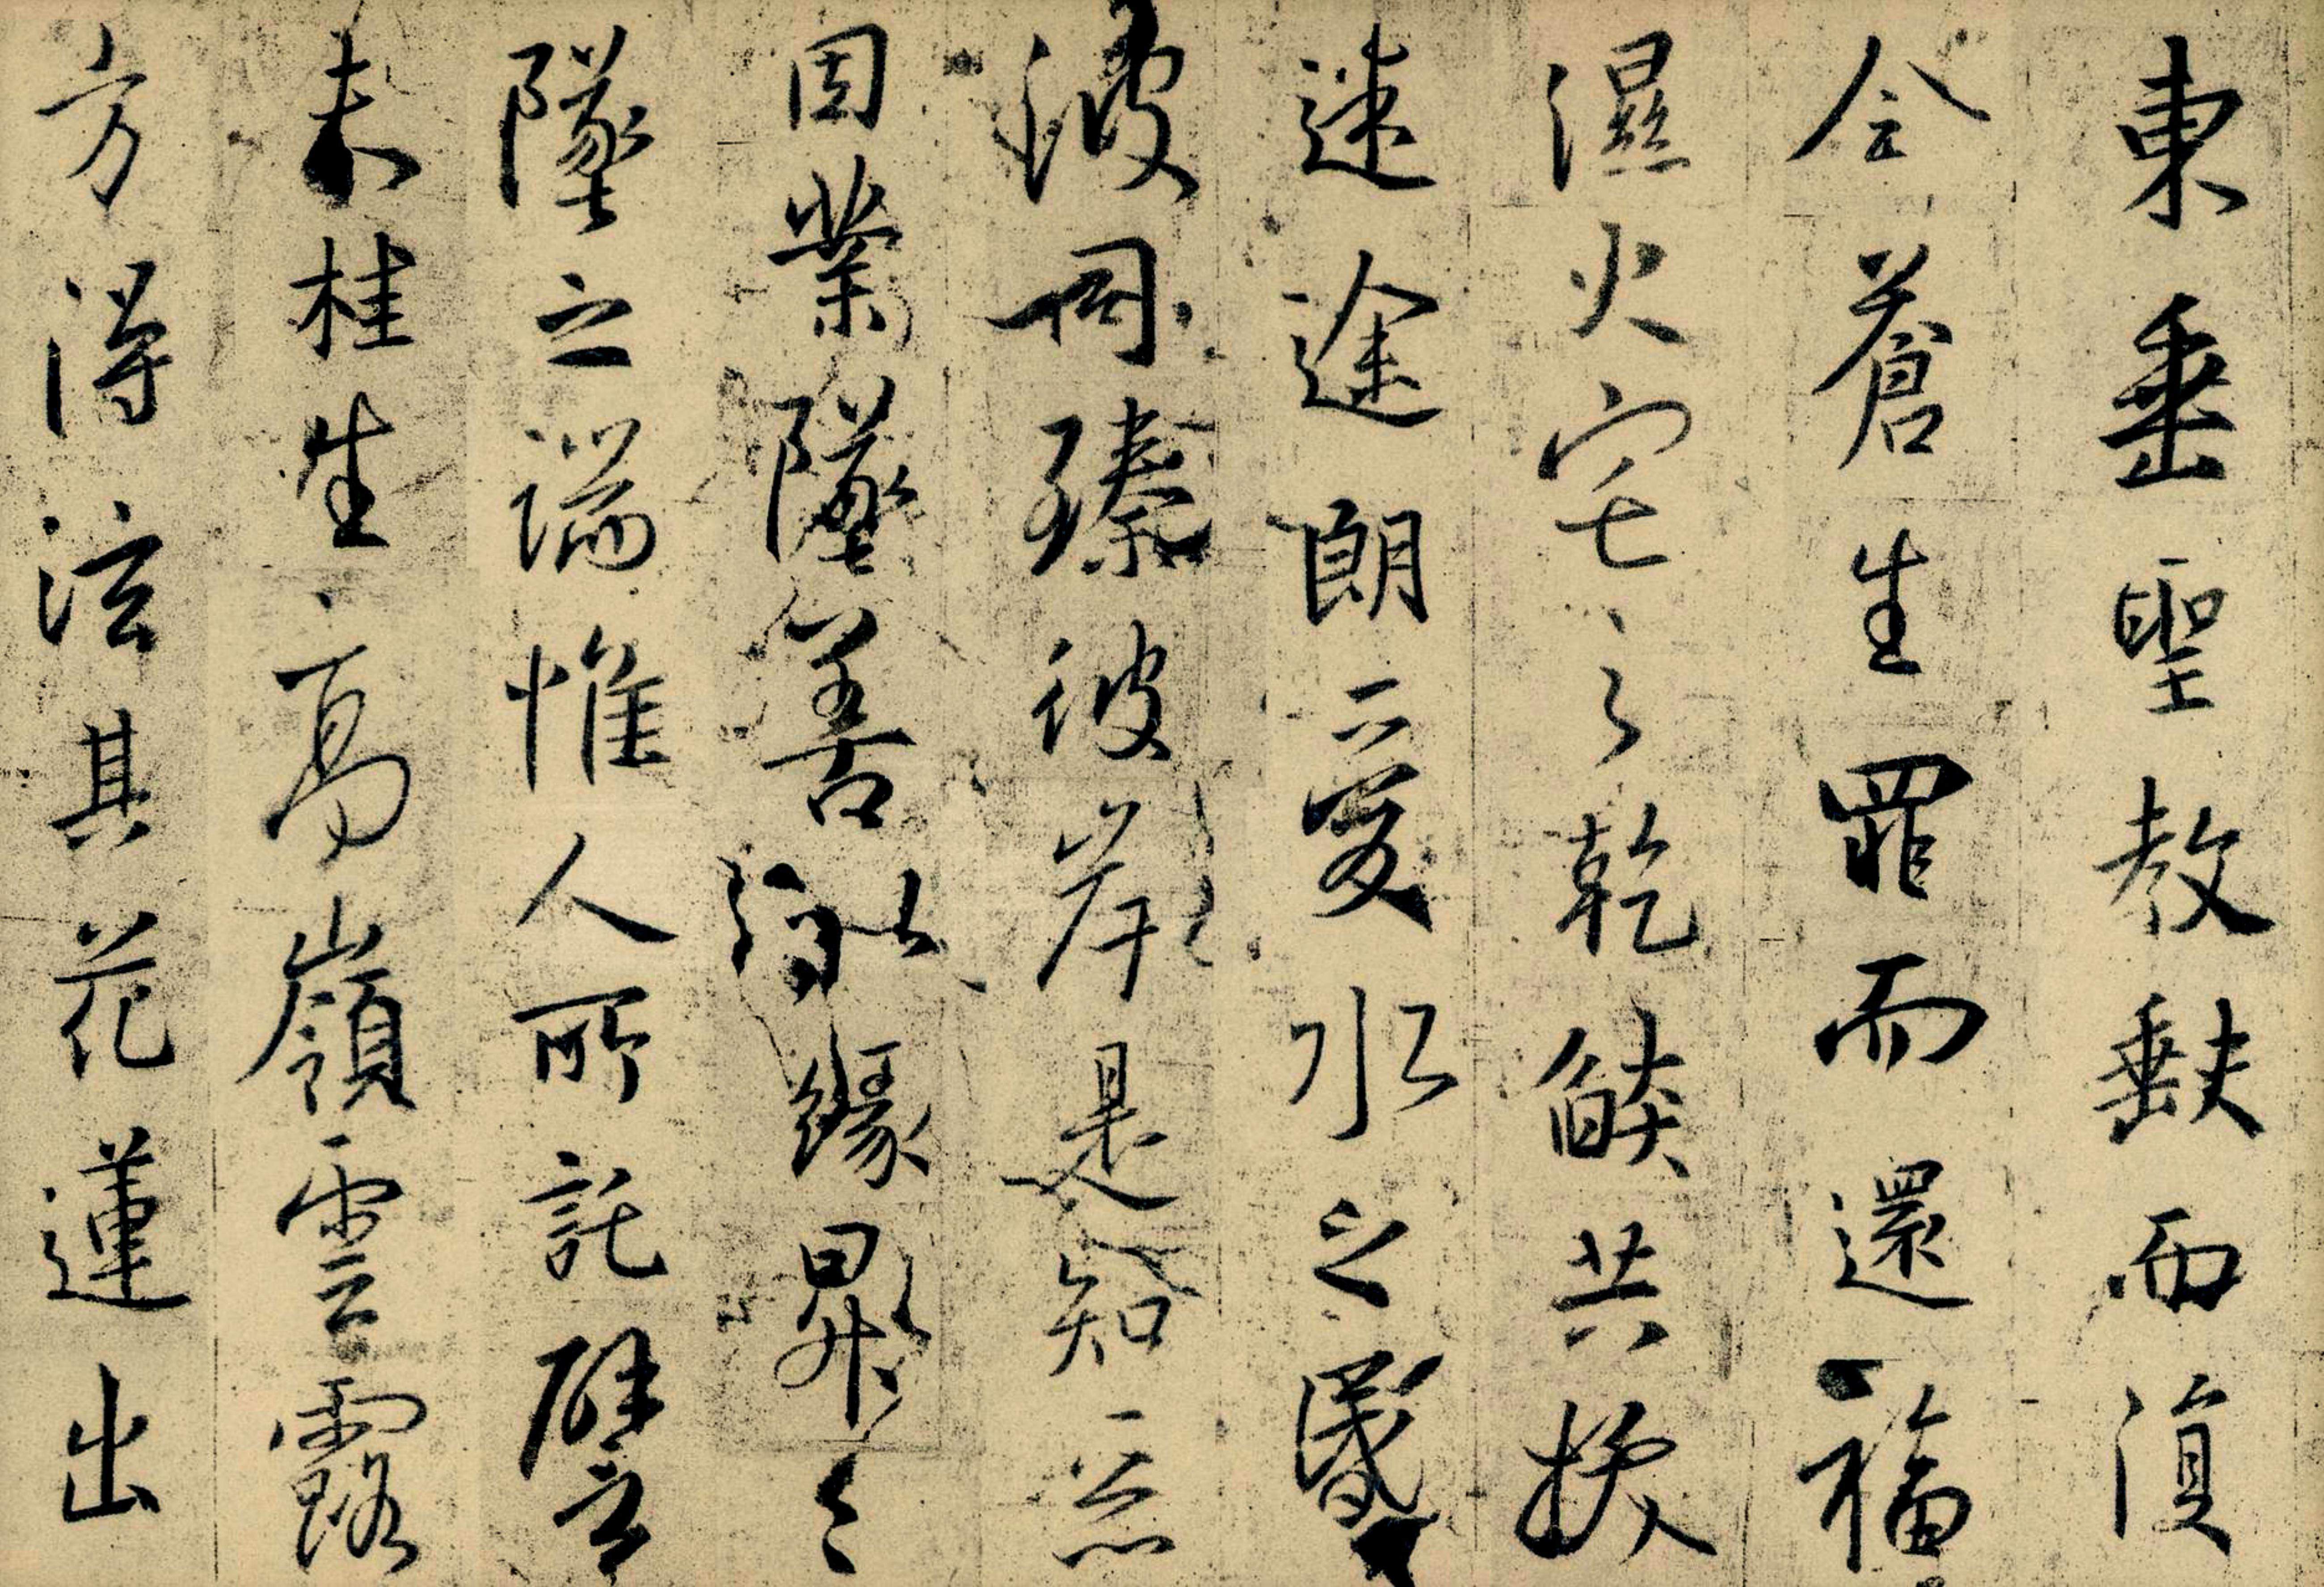 東垂聖教缺而復
全蒼生罪而還福
濕火宅之乾燄共拔
迷途朗愛水之昏
波同臻彼岸是知惡
因業墜善以緣昇々
墜之端惟人所託譬
夫桂生高嶺雲露
方得泫其花蓮出